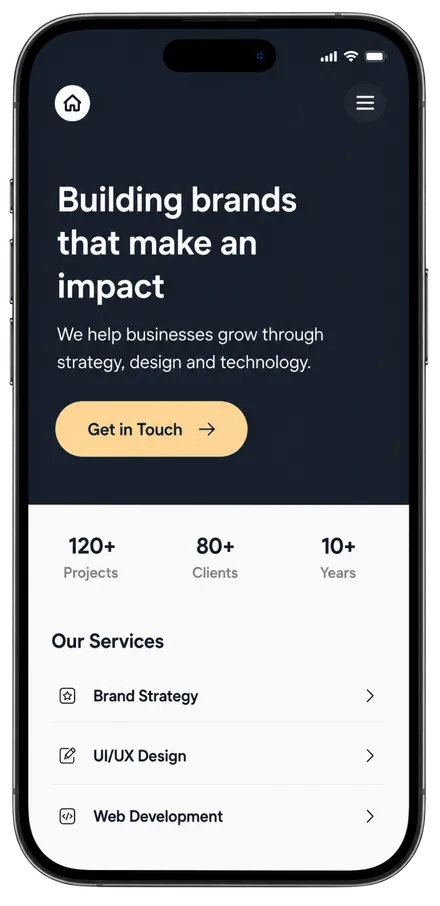 Building brands
that make an
impact
We help businesses grow through
strategy, design and technology.
Get in Touch
120+ 80+ 10+
Projects Clients Years
Our Services
Brand Strategy
UI/UX Design
Web Development